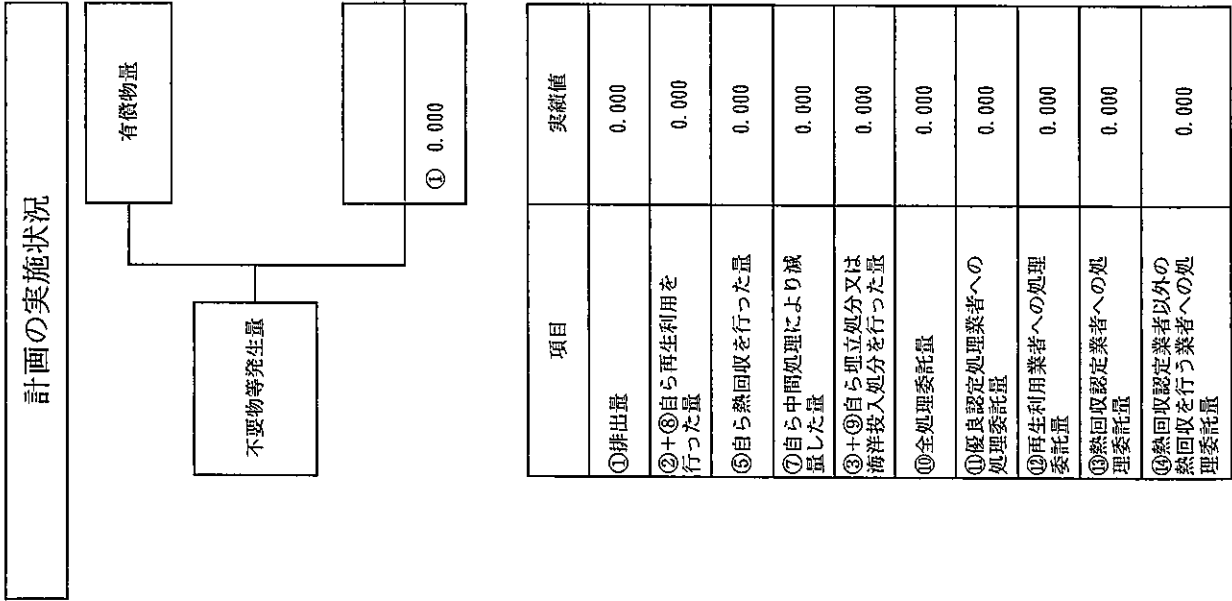 計画の実施状況
有償物量
不要物等発生量
① 0.000
項目
実績値
①排出量
0.000
②+⑧自ら再生利用を
行った量
0.000
⑤自ら熱回収を行った量
0.000
⑦自ら中間処理により減
量した量
0.000
③+⑨自ら埋立処分又は
海洋投入処分を行った量
0.000
⑩全処理委託量
0.000
⑪優良認定処理業者への
処理委託量
0.000
⑫再生利用業者への処理
委託量
0.000
⑬熱回収認定業者への処
理委託量
0.000
⑭熱回収認定業者以外の
熱回収を行う業者への処
理委託量
0.000